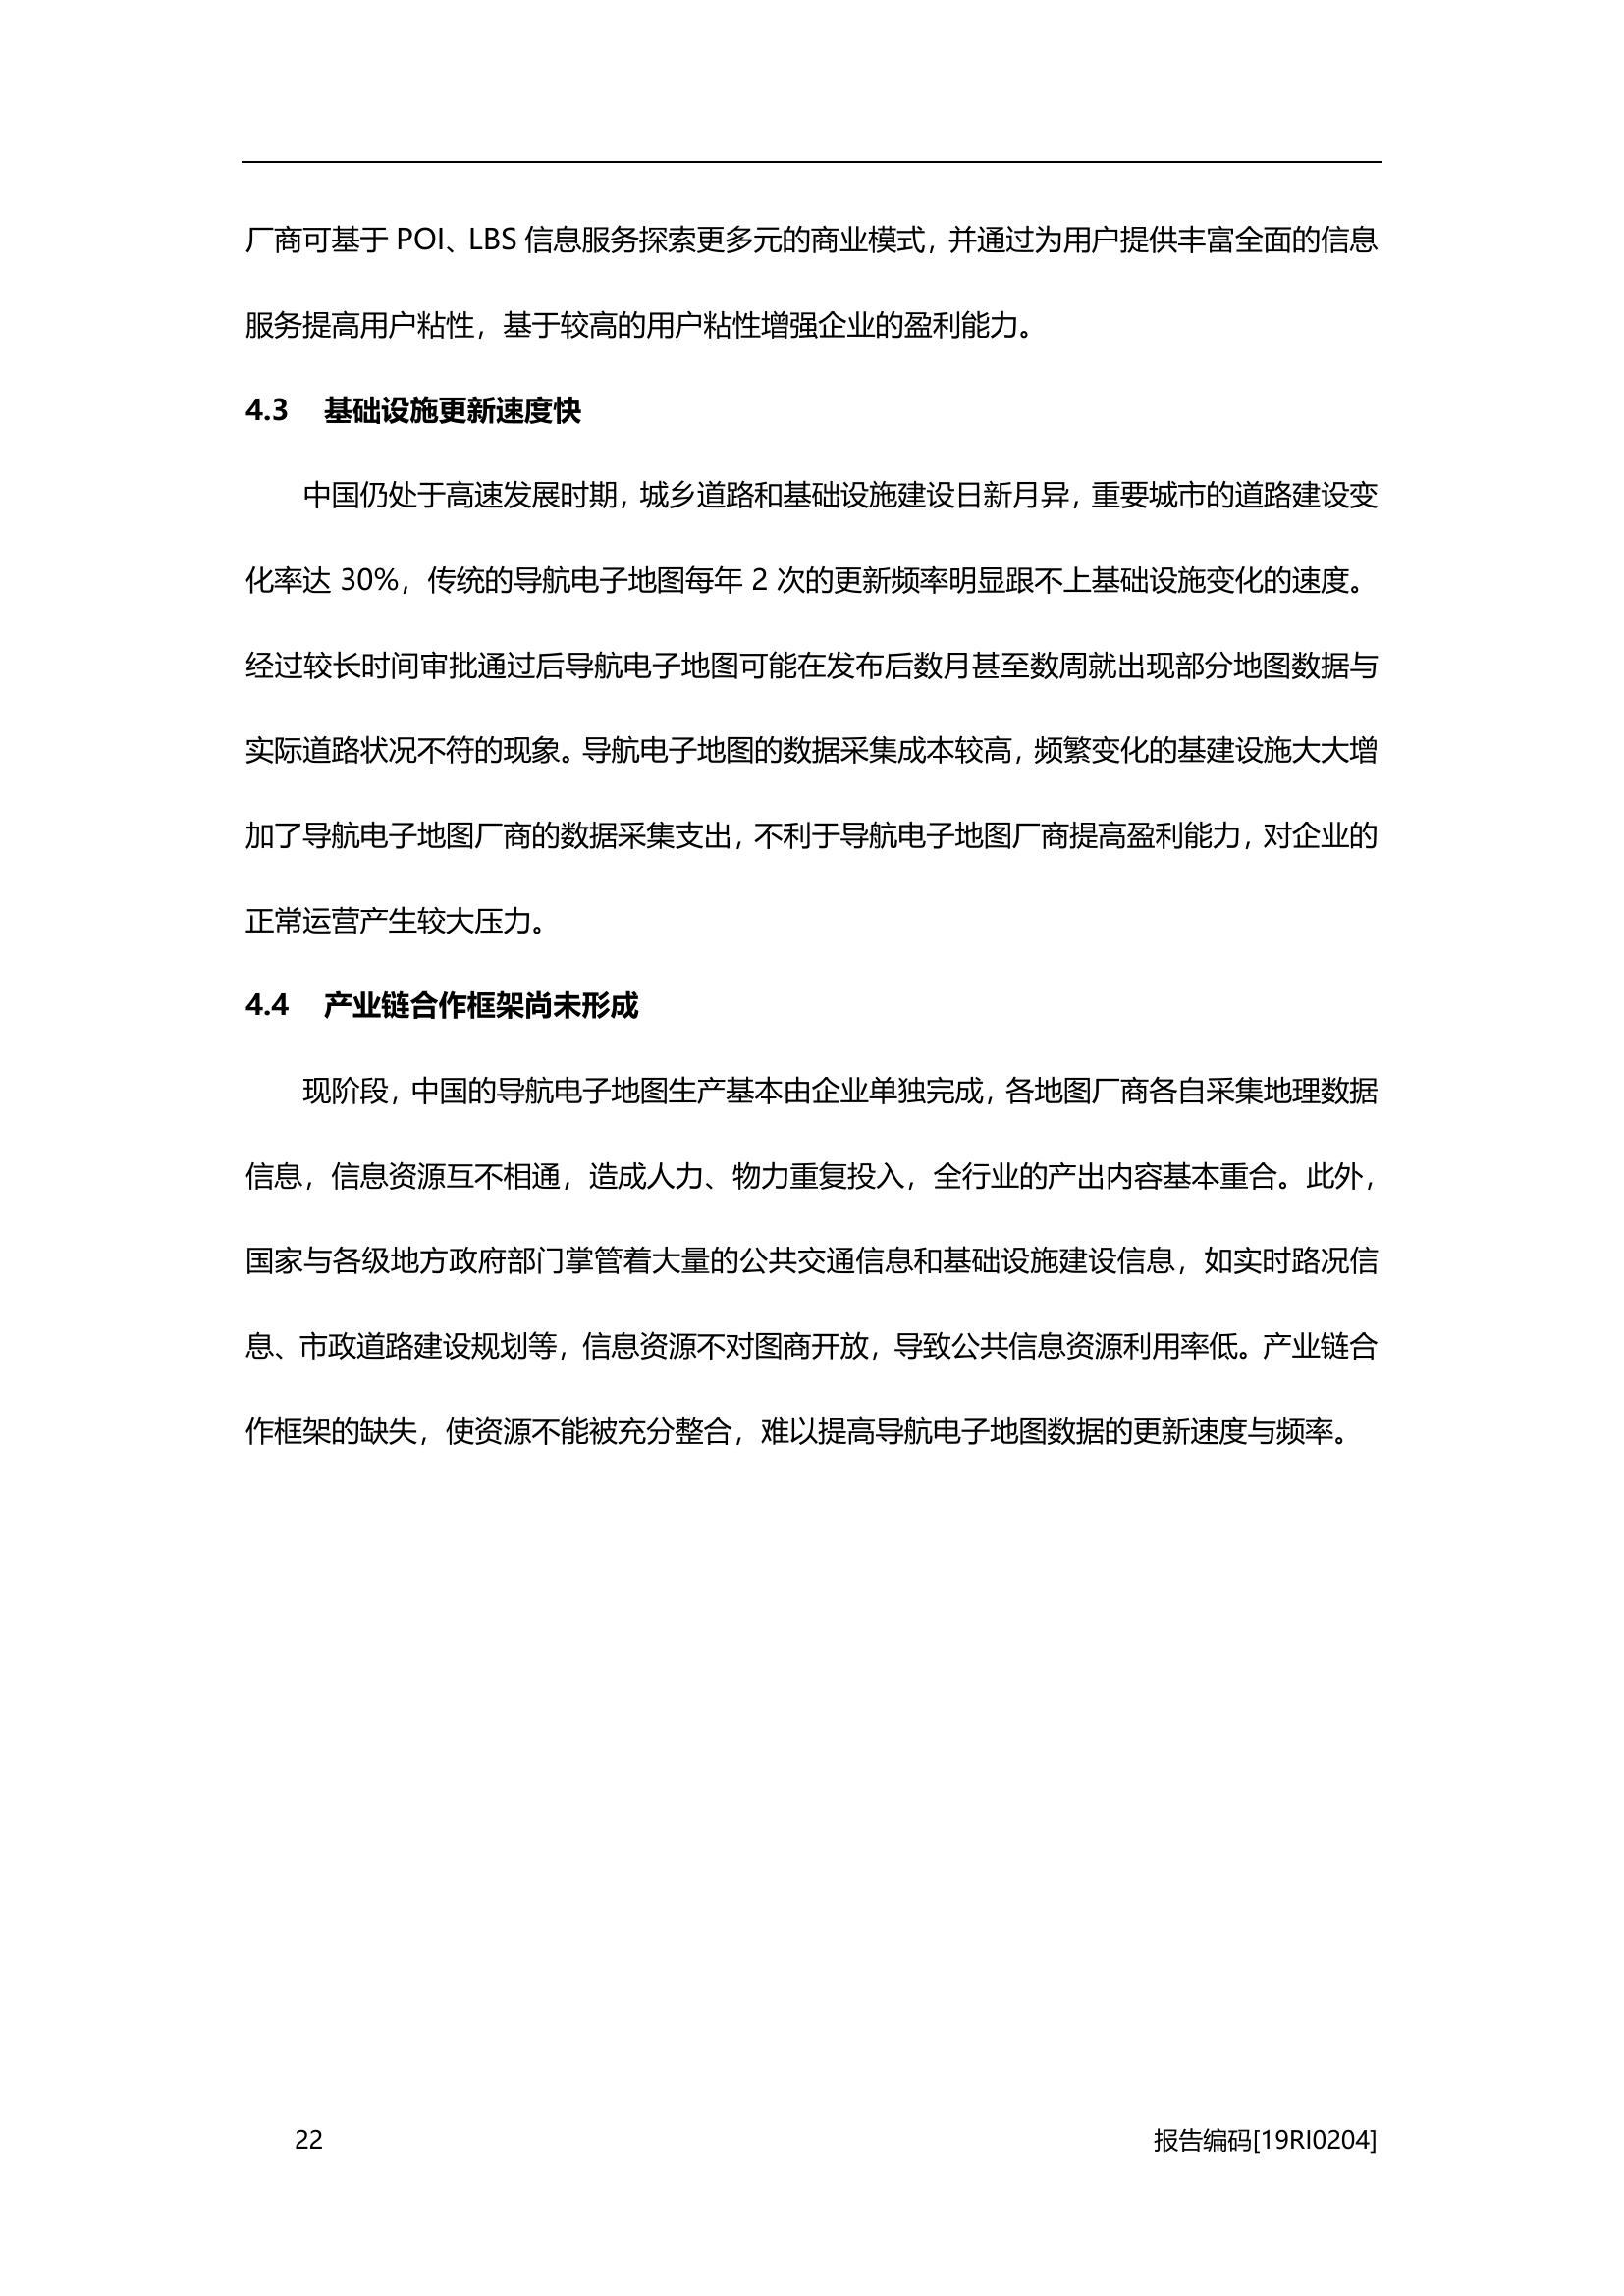 厂商可基于 POI、LBS 信息服务探索更多元的商业模式，并通过为用户提供丰富全面的信息
服务提高用户粘性，基于较高的用户粘性增强企业的盈利能力。
4.3 基础设施更新速度快
中国仍处于高速发展时期，城乡道路和基础设施建设日新月异，重要城市的道路建设变
化率达 30%，传统的导航电子地图每年 2 次的更新频率明显跟不上基础设施变化的速度。
经过较长时间审批通过后导航电子地图可能在发布后数月甚至数周就出现部分地图数据与
实际道路状况不符的现象。导航电子地图的数据采集成本较高，频繁变化的基建设施大大增
加了导航电子地图厂商的数据采集支出，不利于导航电子地图厂商提高盈利能力，对企业的
正常运营产生较大压力。
4.4 产业链合作框架尚未形成
现阶段，中国的导航电子地图生产基本由企业单独完成，各地图厂商各自采集地理数据
信息，信息资源互不相通，造成人力、物力重复投入，全行业的产出内容基本重合。此外，
国家与各级地方政府部门掌管着大量的公共交通信息和基础设施建设信息，如实时路况信
息、市政道路建设规划等，信息资源不对图商开放，导致公共信息资源利用率低。产业链合
作框架的缺失，使资源不能被充分整合，难以提高导航电子地图数据的更新速度与频率。
22 报告编码[19RI0204]